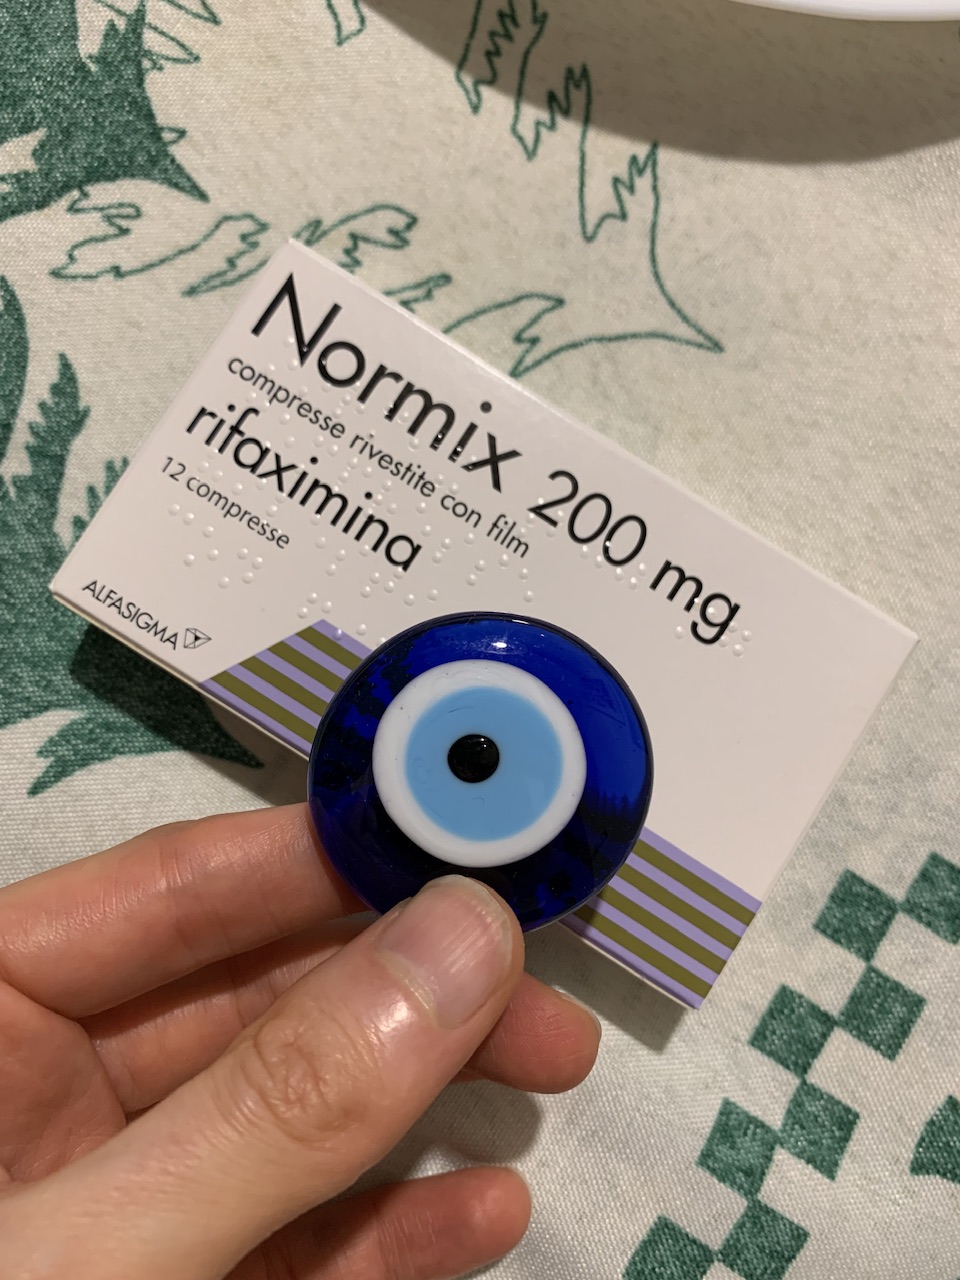 Normix 200 mg
compresse rivestite con film
rifaximina
12 compresse
ALFASIGMA